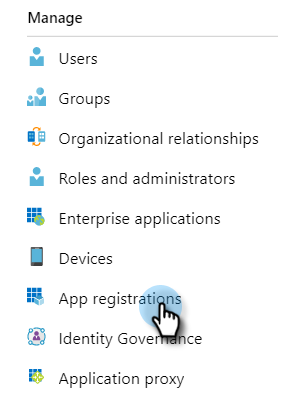 Manage
Users
Groups
Organizational relationships
Roles and administrators
Enterprise applications
Devices
App registrations
Identity Governance
Application proxy